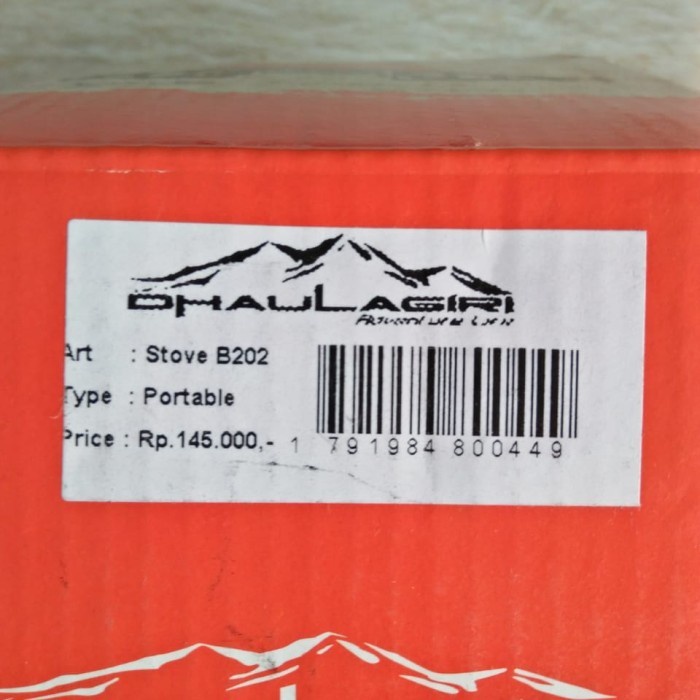 DHAULAGIRI
Art : Stove B202
Type : Portable
Price : Rp.145.000,-
1 791984 800449